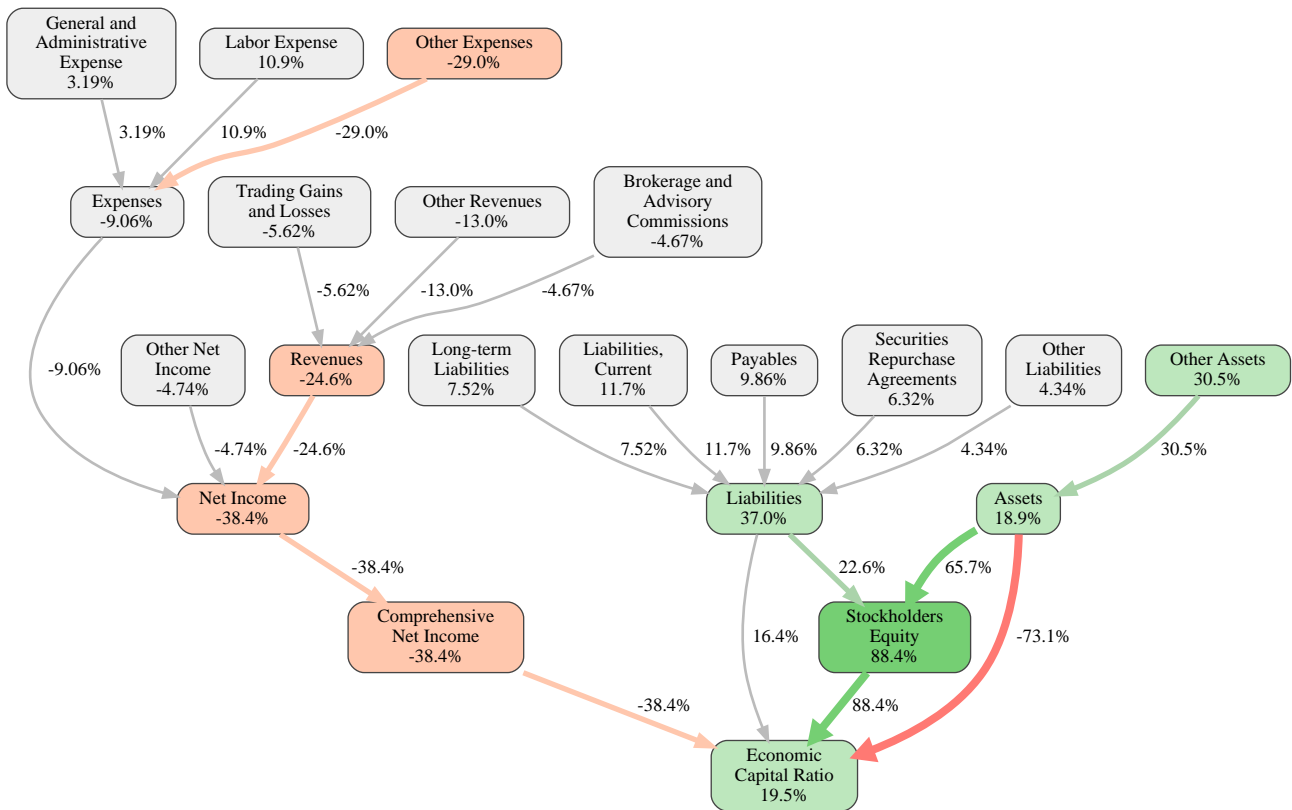 General and
Administrative
Expense
3.19%
Labor Expense
10.9%
Other Expenses
-29.0%
3.19%
10.9%
-29.0%
Expenses
-9.06%
Trading Gains
and Losses
-5.62%
Other Revenues
-13.0%
Brokerage and
Advisory
Commissions
-4.67%
-5.62%
-13.0%
-4.67%
-9.06%
Other Net
Income
-4.74%
Revenues
-24.6%
Long-term
Liabilities
7.52%
Liabilities,
Current
11.7%
Payables
9.86%
Securities
Repurchase
Agreements
6.32%
Other
Liabilities
4.34%
Other Assets
30.5%
-4.74%
-24.6%
7.52%
11.7%
9.86%
6.32%
4.34%
30.5%
Net Income
-38.4%
Liabilities
37.0%
Assets
18.9%
-38.4%
22.6%
65.7%
Comprehensive
Net Income
-38.4%
16.4%
Stockholders
Equity
88.4%
-73.1%
-38.4%
88.4%
Economic
Capital Ratio
19.5%